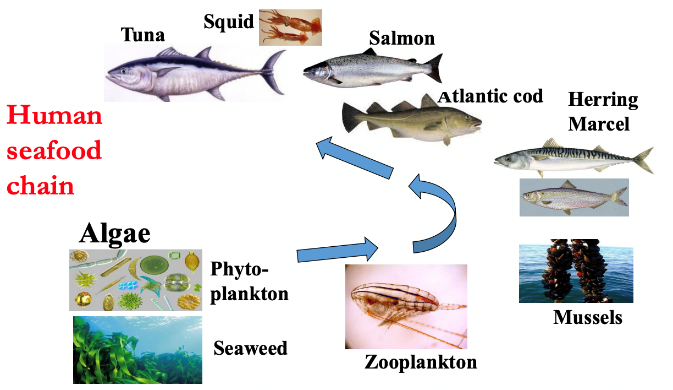 Squid
Tuna
Salmon
Atlantic cod
Herring
Marcel
Human
seafood
chain
Algae
Phyto-
plankton
Seaweed
Zooplankton
Mussels